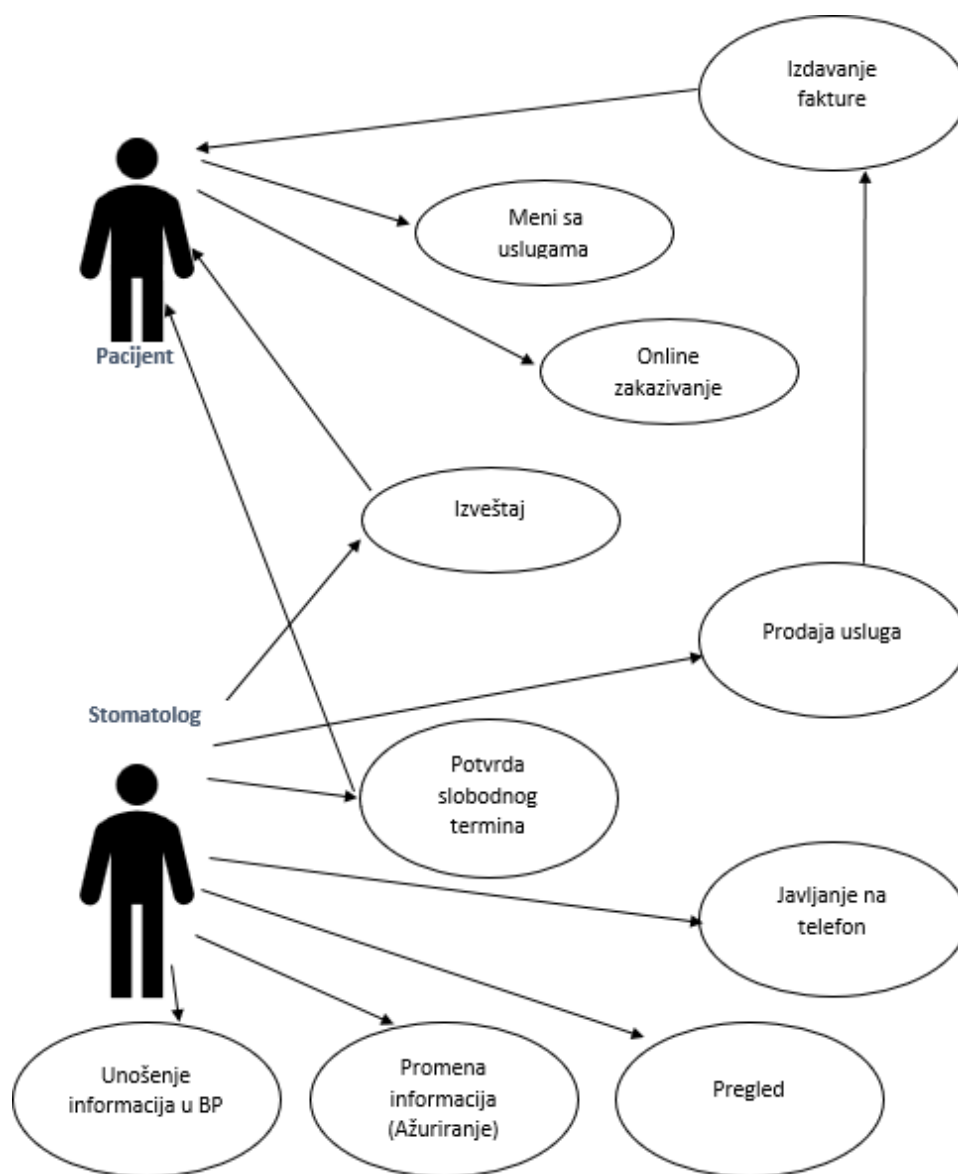 Izdavanje
fakture
Meni sa
uslugama
Pacijent
Online
zakazivanje
Izveštaj
Prodaja usluga
Stomatolog
Potvrda
slobodnog
termina
Javljanje na
telefon
Unošenje
informacija u BP
Promena
informacija
(Ažuriranje)
Pregled